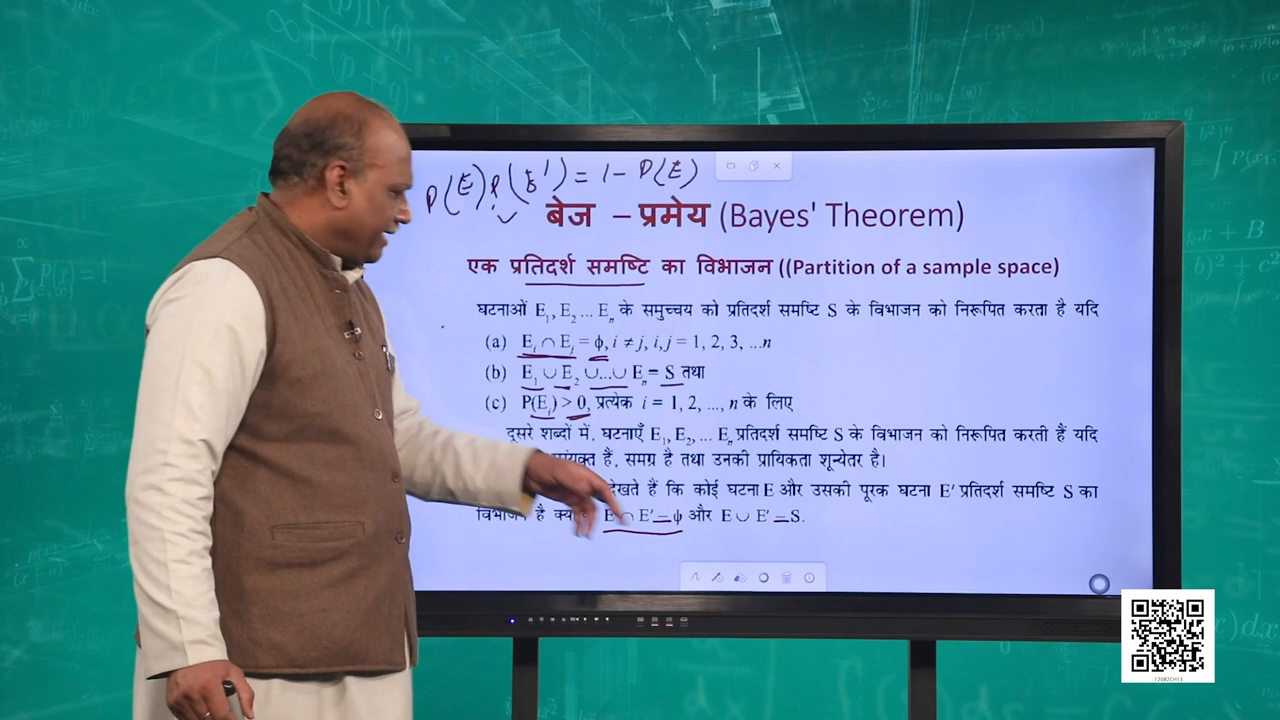 P(E) P(E') = 1 - P(E)
बेज – प्रमेय (Bayes' Theorem)
एक प्रतिदर्श समष्टि का विभाजन ((Partition of a sample space)
घटनाओं E₁, E₂ ... Eₙ के समुच्चय को प्रतिदर्श समष्टि S के विभाजन को निरूपित करता है यदि
(a) Eᵢ ∩ Eⱼ = ϕ, i ≠ j, i, j = 1, 2, 3, ...n
(b) E₁ ∪ E₂ ∪...∪ Eₙ = S तथा
(c) P(Eᵢ) > 0, प्रत्येक i = 1, 2, ..., n के लिए
दूसरे शब्दों में, घटनाएँ E₁, E₂, ... Eₙ प्रतिदर्श समष्टि S के विभाजन को निरूपित करती हैं यदि
हैं, समग्र है तथा उनकी प्रायिकता शून्येतर है।
देखते हैं कि कोई घटना E और उसकी पूरक घटना E' प्रतिदर्श समष्टि S का
है E ∩ E' = ϕ और E ∪ E' = S.
12082CH13